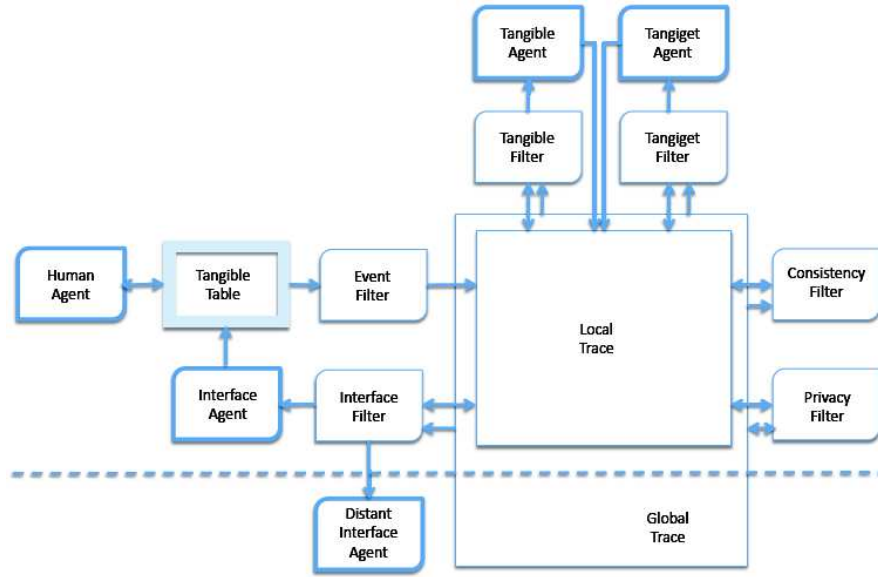 Tangible
Agent
Tangiget
Agent
Tangible
Filter
Tangiget
Filter
Human
Agent
Tangible
Table
Event
Filter
Consistency
Filter
Local
Trace
Interface
Agent
Interface
Filter
Privacy
Filter
Distant
Interface
Agent
Global
Trace